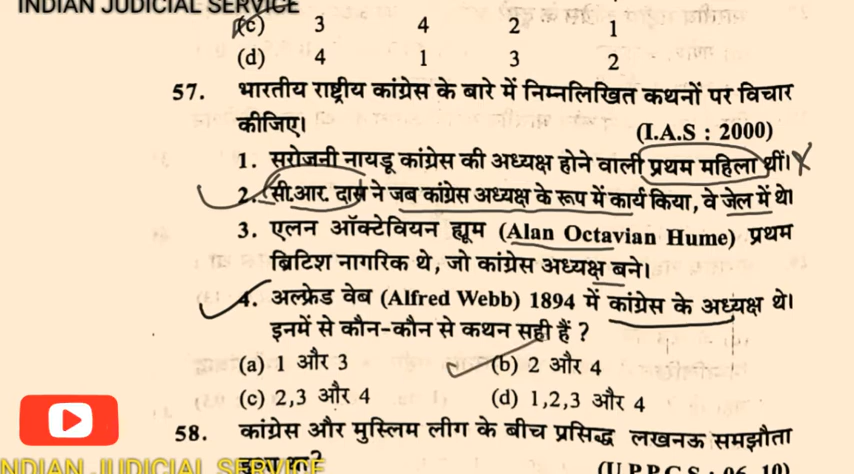 INDIAN JUDICIAL SERVICE
(c) 3 4 2 1
(d) 4 1 3 2
57. भारतीय राष्ट्रीय कांग्रेस के बारे में निम्नलिखित कथनों पर विचार
कीजिए।
(I.A.S : 2000)
1. सरोजनी नायडू कांग्रेस की अध्यक्ष होने वाली प्रथम महिला थीं।
2. सी.आर. दास ने जब कांग्रेस अध्यक्ष के रूप में कार्य किया, वे जेल में थे।
3. एलन ऑक्टेवियन ह्यूम (Alan Octavian Hume) प्रथम
ब्रिटिश नागरिक थे, जो कांग्रेस अध्यक्ष बने।
4. अल्फ्रेड वेब (Alfred Webb) 1894 में कांग्रेस के अध्यक्ष थे।
इनमें से कौन-कौन से कथन सही हैं ?
(a) 1 और 3 (b) 2 और 4
(c) 2,3 और 4 (d) 1,2,3 और 4
58. कांग्रेस और मुस्लिम लीग के बीच प्रसिद्ध लखनऊ समझौता
INDIAN JUDICIAL SERVICE
(U.P.P.C.S : 06, 10)